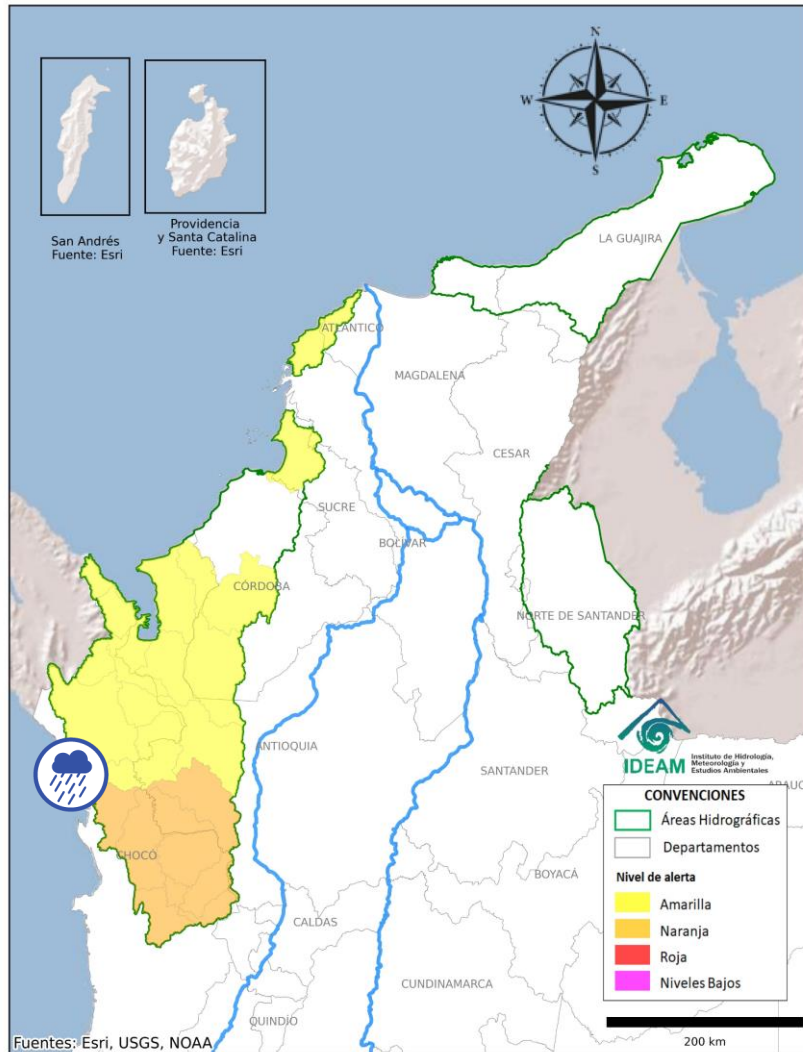 N
W
E
S
San Andrés
Fuente: Esri
Providencia
y Santa Catalina
Fuente: Esri
LA GUAJIRA
ATLÁNTICO
MAGDALENA
CESAR
SUCRE
BOLÍVAR
CÓRDOBA
NORTE DE SANTANDER
ANTIOQUIA
SANTANDER
IDEAM
Instituto de Hidrología,
Meteorología y
Estudios Ambientales
ARAUC
CHOCÓ
BOYACÁ
CALDAS
CUNDINAMARCA
QUINDÍO
CONVENCIONES
Áreas Hidrográficas
Departamentos
Nivel de alerta
Amarilla
Naranja
Roja
Niveles Bajos
200 km
Fuentes: Esri, USGS, NOAA